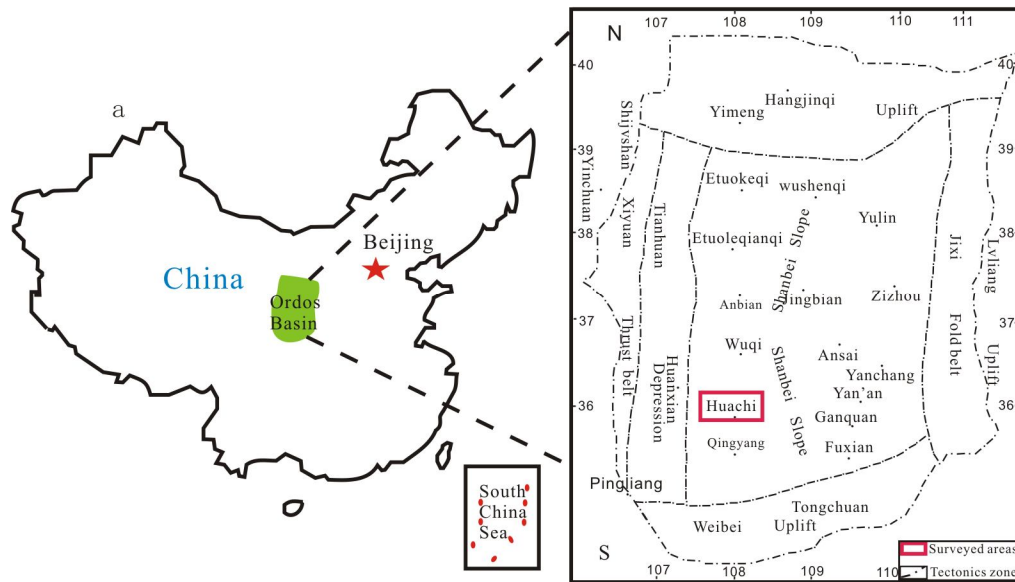 a
China
Beijing
Ordos
Basin
South
China
Sea
107 108 109 110 111
N
40 40
39 39
38 38
37 37
36 36
Hangjinqi
Yimeng Uplift
Shijvshan
Yinchuan
Xiyuan
Thrust belt
Tianhuan
Huanxian
Depression
Etuokeqi
wushenqi
Yulin
Etuoleqianqi
Shanbei Slope
Anbian
Jingbian
Zizhou
Wuqi
Ansai
Yanchang
Yan’an
Shanbei
Slope
Huachi
Ganquan
Qingyang
Fuxian
Jixi
Fold belt
Lvliang
Uplift
Pingliang
Tongchuan
Weibei Uplift
S
Surveyed areas
Tectonics zone
107 108 109 110